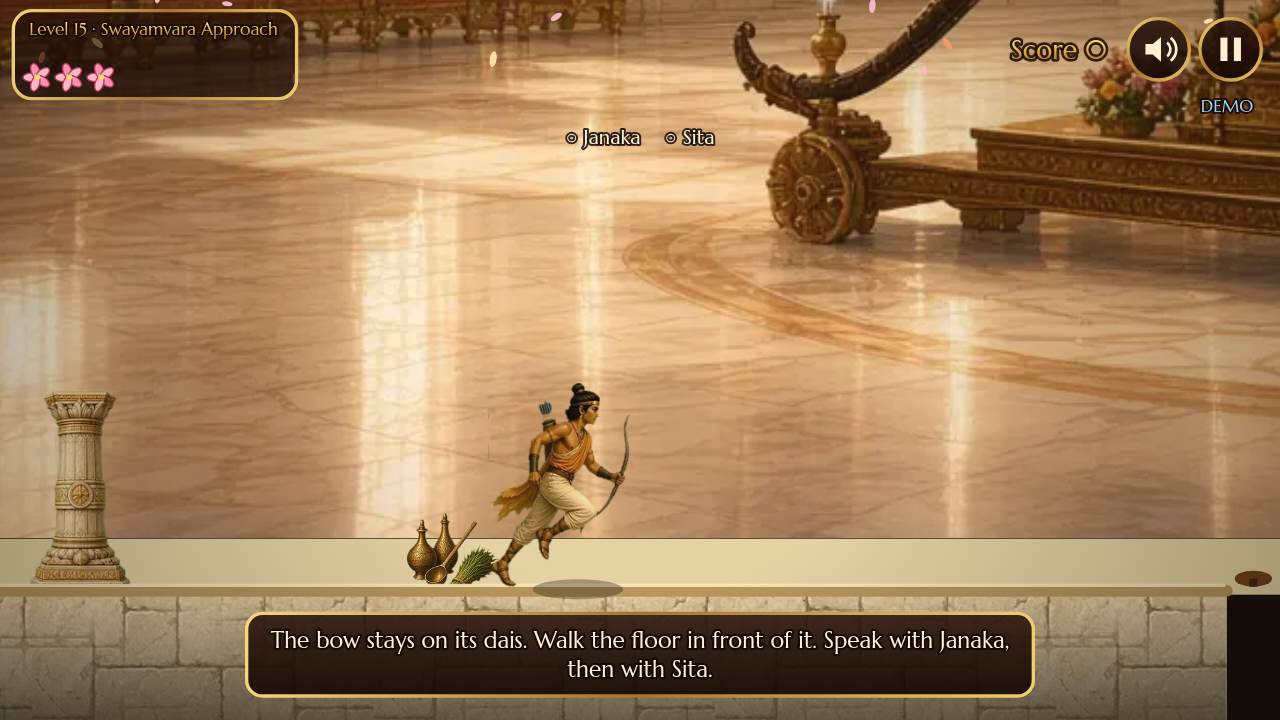 Level 15 · Swayamvara Approach
Score 0
DEMO
Janaka
Sita
The bow stays on its dais. Walk the floor in front of it. Speak with Janaka,
then with Sita.